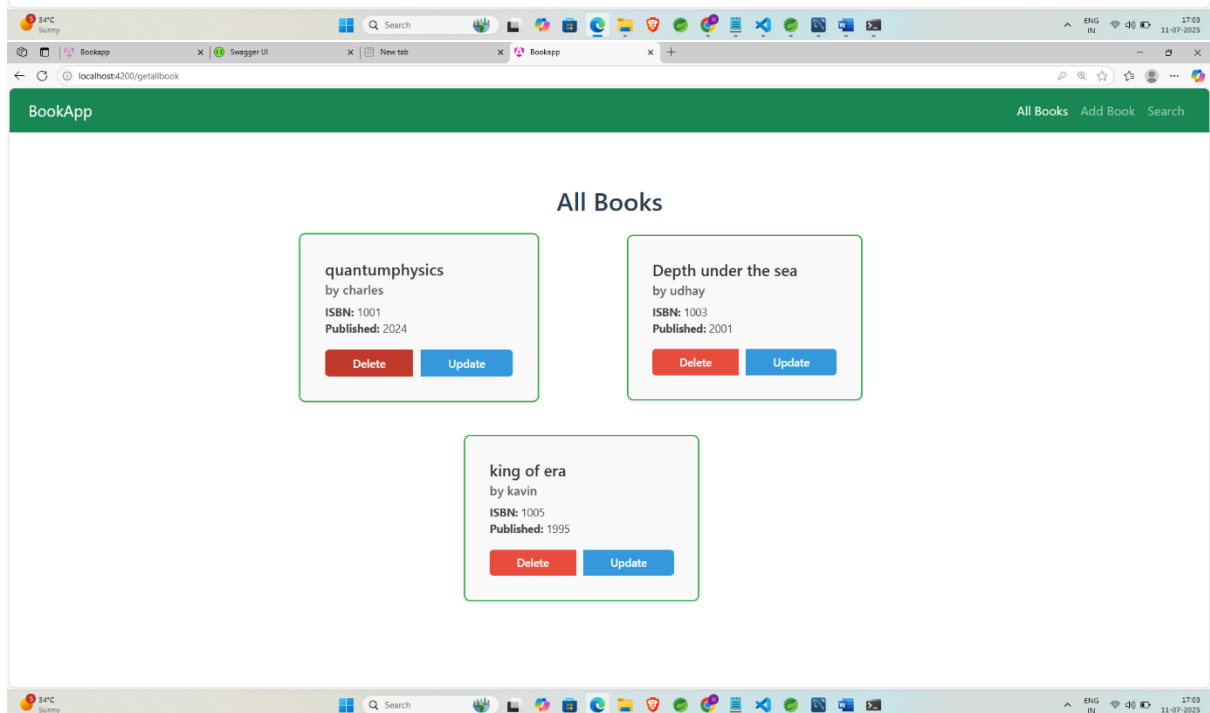 34°C
Sunny
Search
ENG
IN
17:03
11-07-2025
Bookapp
Swagger UI
New tab
Bookapp
localhost:4200/getallbook
BookApp
All Books Add Book Search
All Books
quantumphysics
by charles
ISBN: 1001
Published: 2024
Delete Update
Depth under the sea
by udhay
ISBN: 1003
Published: 2001
Delete Update
king of era
by kavin
ISBN: 1005
Published: 1995
Delete Update
34°C
Sunny
Search
ENG
IN
17:03
11-07-2025